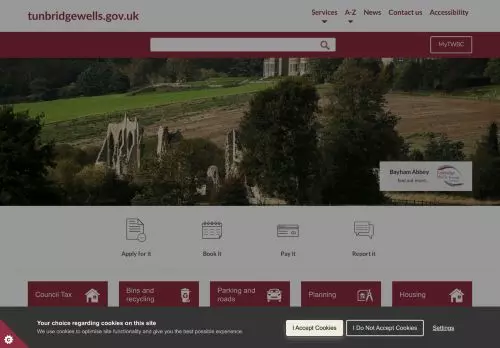 tunbridgewells.gov.uk
Services A-Z News Contact us Accessibility
MyTWBC
Bayham Abbey
find out more...
Apply for it Book it Pay it Report it
Council Tax
Bins and recycling
Parking and roads
Planning
Housing
Your choice regarding cookies on this site
We use cookies to optimise site functionality and give you the best possible experience.
I Accept Cookies I Do Not Accept Cookies Settings